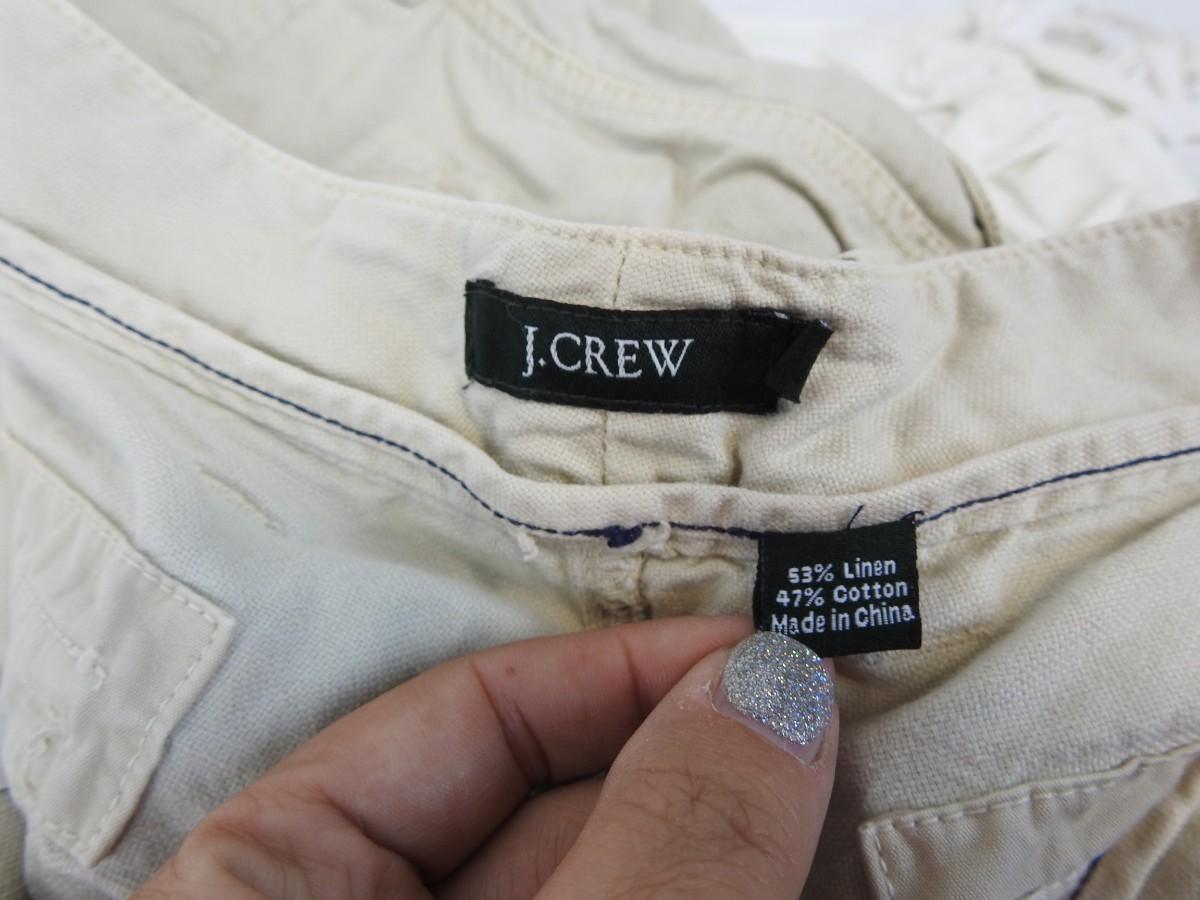 J.CREW
53% Linen
47% Cotton
Made in China